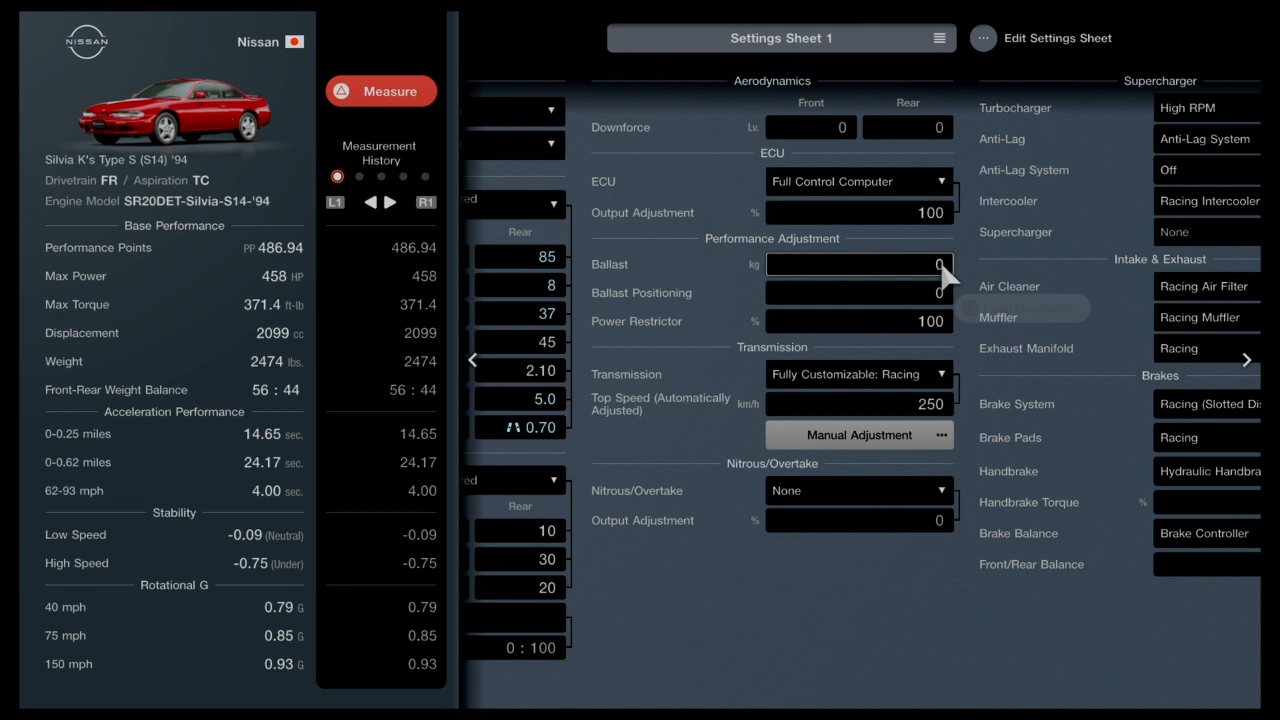 NISSAN
Nissan
Silvia K's Type S (S14) '94
Drivetrain FR / Aspiration TC
Engine Model SR20DET-Silvia-S14-'94
Base Performance
Performance Points PP 486.94
Max Power 458 HP
Max Torque 371.4 ft-lb
Displacement 2099 cc
Weight 2474 lbs.
Front-Rear Weight Balance 56 : 44
Acceleration Performance
0-0.25 miles 14.65 sec.
0-0.62 miles 24.17 sec.
62-93 mph 4.00 sec.
Stability
Low Speed -0.09 (Neutral)
High Speed -0.75 (Under)
Rotational G
40 mph 0.79 G
75 mph 0.85 G
150 mph 0.93 G
Measure
Measurement
History
L1 R1
486.94
458
371.4
2099
2474
56 : 44
14.65
24.17
4.00
-0.09
-0.75
0.79
0.85
0.93
Settings Sheet 1
Edit Settings Sheet
ed
Rear
85
8
37
45
2.10
5.0
0.70
ed
Rear
10
30
20
0 : 100
Aerodynamics
Front Rear
Downforce Lv. 0 0
ECU
ECU Full Control Computer
Output Adjustment % 100
Performance Adjustment
Ballast kg 0
Ballast Positioning 0
Power Restrictor % 100
Transmission
Transmission Fully Customizable: Racing
Top Speed (Automatically
Adjusted) km/h 250
Manual Adjustment
Nitrous/Overtake
Nitrous/Overtake None
Output Adjustment % 0
Supercharger
Turbocharger High RPM
Anti-Lag Anti-Lag System
Anti-Lag System Off
Intercooler Racing Intercooler
Supercharger None
Intake & Exhaust
Air Cleaner Racing Air Filter
Muffler Racing Muffler
Exhaust Manifold Racing
Brakes
Brake System Racing (Slotted Di
Brake Pads Racing
Handbrake Hydraulic Handbra
Handbrake Torque %
Brake Balance Brake Controller
Front/Rear Balance